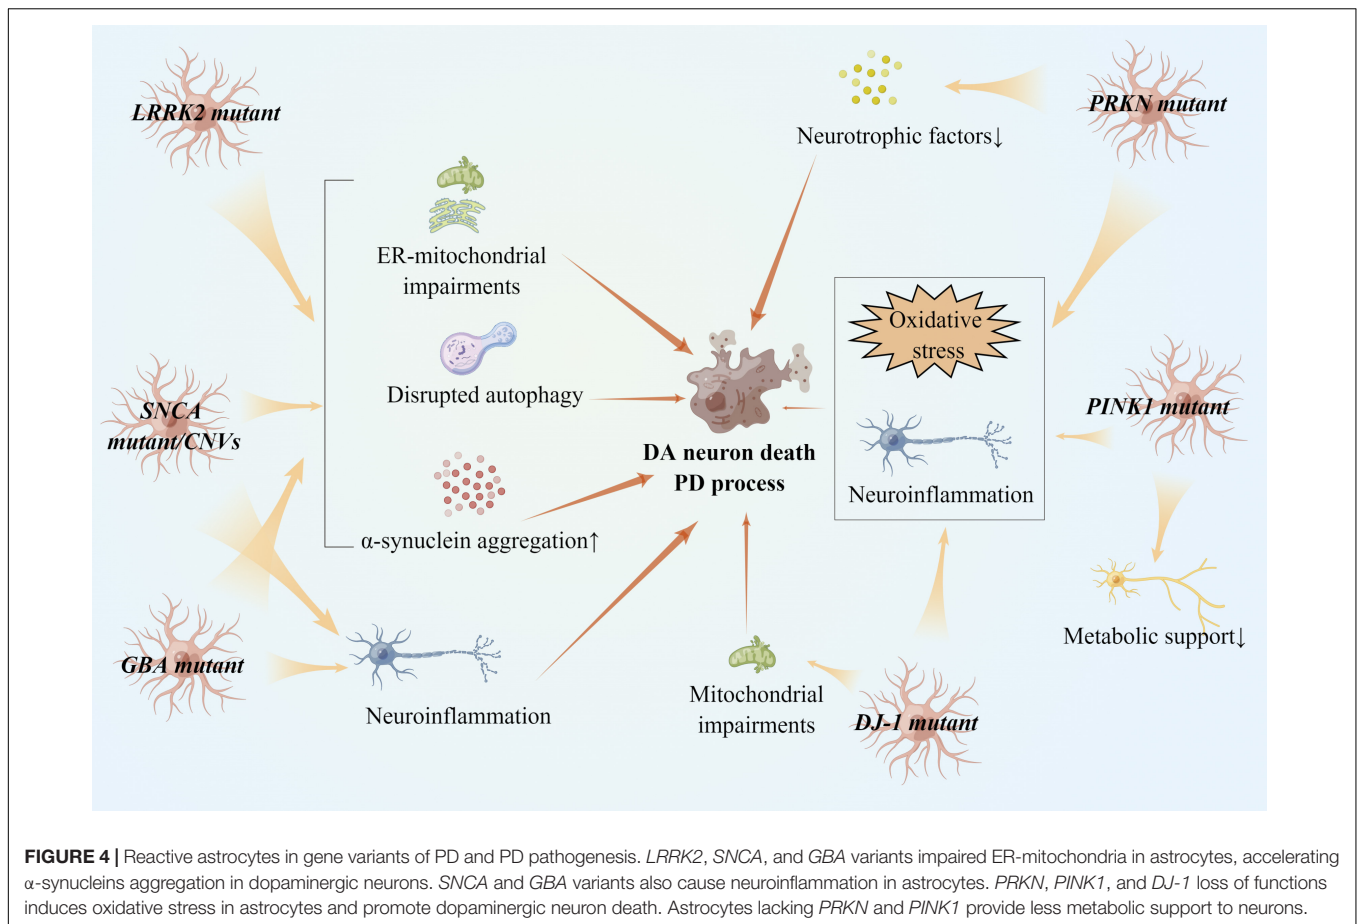 LRRK2 mutant
PRKN mutant
Neurotrophic factors↓
ER-mitochondrial
impairments
Oxidative
stress
Disrupted autophagy
SNCA
mutant/CNVs
PINK1 mutant
DA neuron death
PD process
Neuroinflammation
α-synuclein aggregation↑
Metabolic support↓
GBA mutant
Neuroinflammation
Mitochondrial
impairments
DJ-1 mutant
FIGURE 4 | Reactive astrocytes in gene variants of PD and PD pathogenesis. LRRK2, SNCA, and GBA variants impaired ER-mitochondria in astrocytes, accelerating
α-synucleins aggregation in dopaminergic neurons. SNCA and GBA variants also cause neuroinflammation in astrocytes. PRKN, PINK1, and DJ-1 loss of functions
induces oxidative stress in astrocytes and promote dopaminergic neuron death. Astrocytes lacking PRKN and PINK1 provide less metabolic support to neurons.